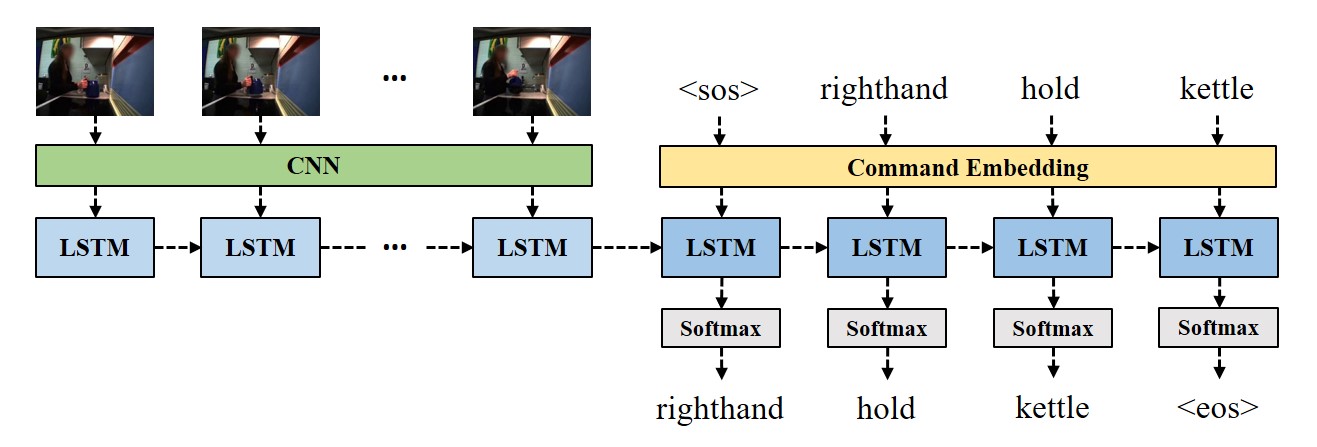 ...
<sos> righthand hold kettle
CNN
Command Embedding
LSTM LSTM ... LSTM LSTM LSTM LSTM LSTM
Softmax Softmax Softmax Softmax
righthand hold kettle <eos>